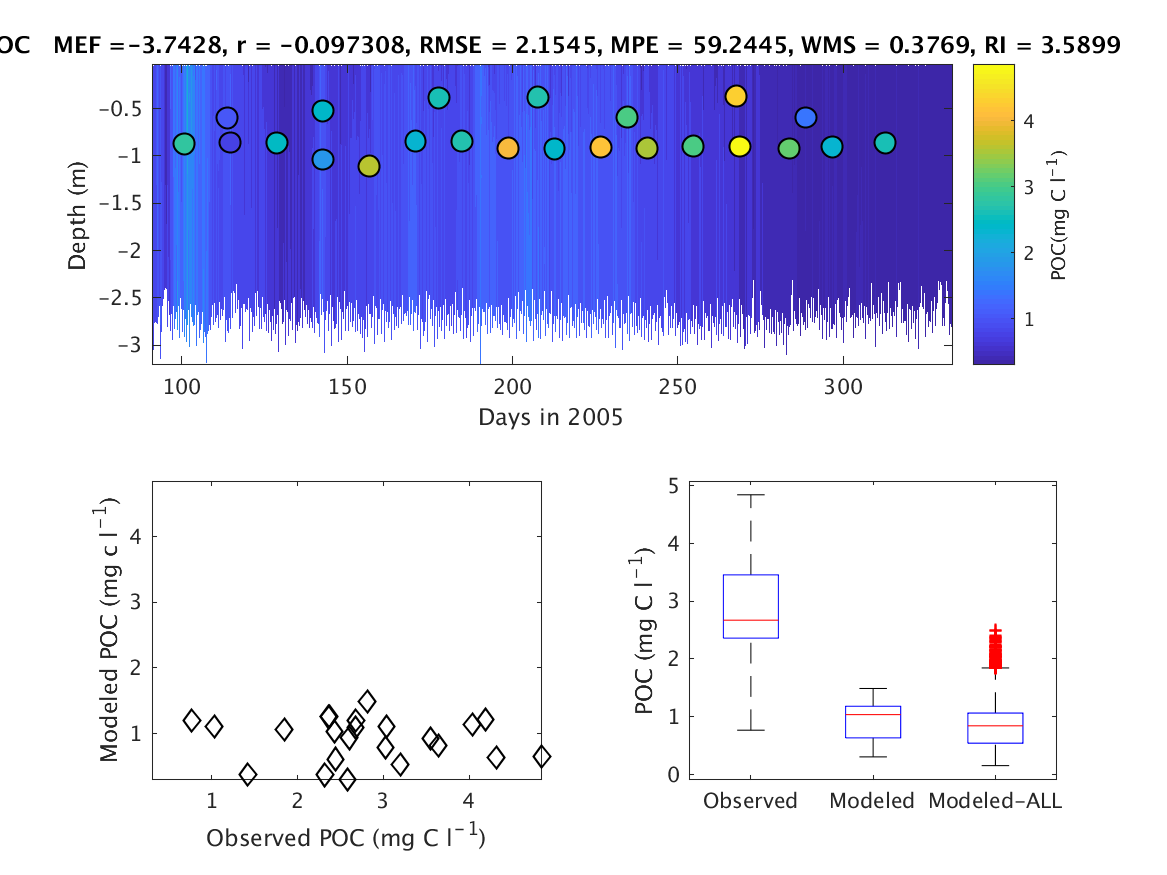 OC MEF =-3.7428, r = -0.097308, RMSE = 2.1545, MPE = 59.2445, WMS = 0.3769, RI = 3.5899
Depth (m)
-0.5
-1
-1.5
-2
-2.5
-3
100 150 200 250 300
Days in 2005
4
3
2
1
POC(mg C l^-1)
Modeled POC (mg c l^-1)
4
3
2
1
1 2 3 4
Observed POC (mg C l^-1)
POC (mg C l^-1)
5
4
3
2
1
0
Observed Modeled Modeled-ALL